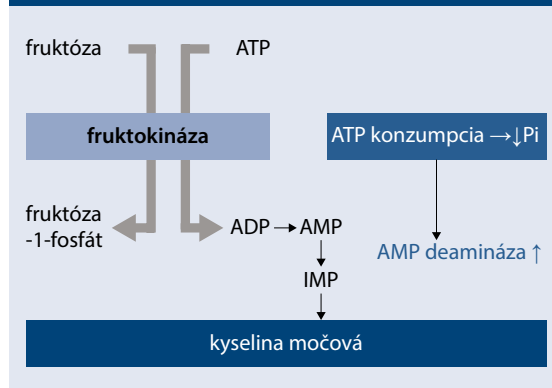 fruktóza
ATP
fruktokináza
ATP konzumpcia →↓Pi
fruktóza
-1-fosfát
ADP → AMP
AMP deamináza ↑
IMP
kyselina močová